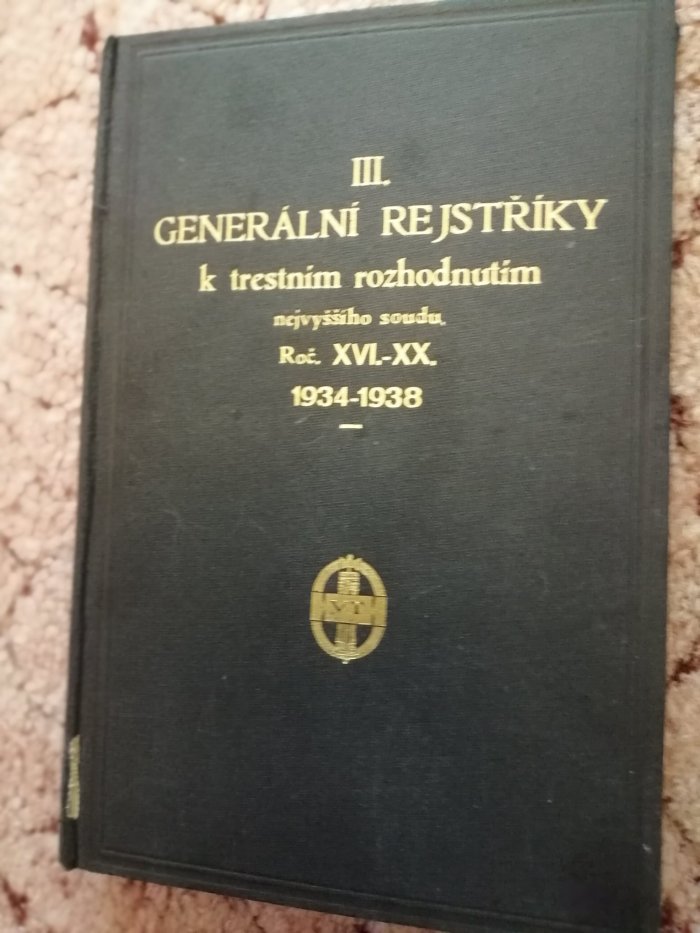 III.
GENERÁLNÍ REJSTŘÍKY
k trestním rozhodnutím
nejvyššího soudu.
Roč. XVI.-XX.
1934-1938